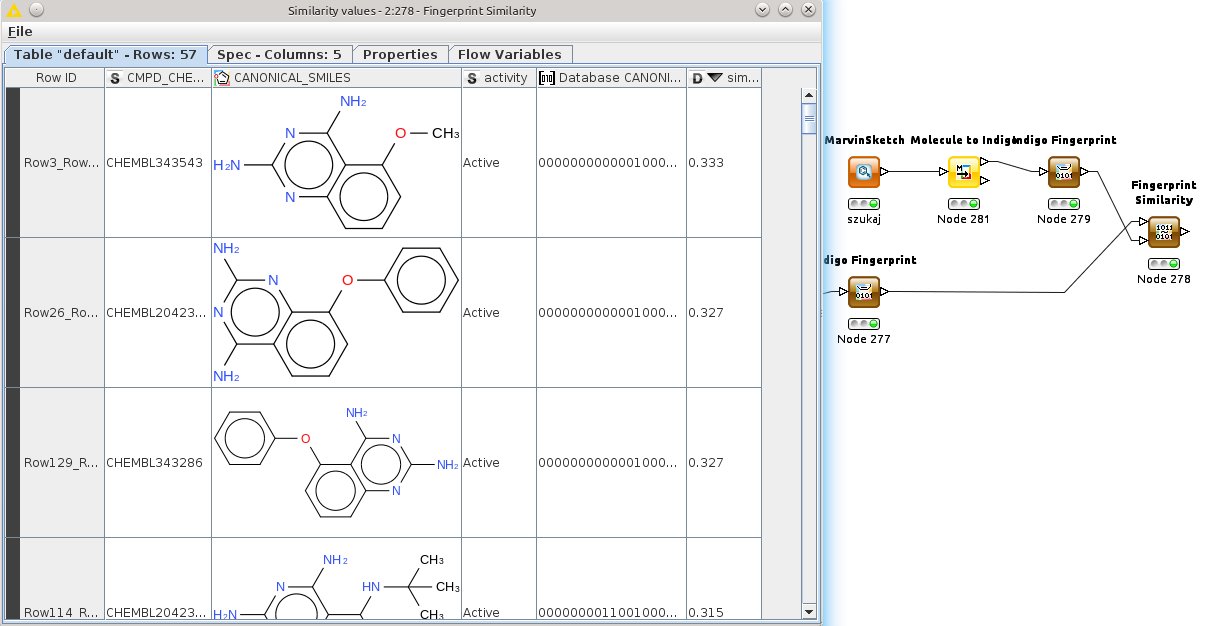 Similarity values - 2:278 - Fingerprint Similarity
File
Table "default" - Rows: 57 Spec - Columns: 5 Properties Flow Variables
Row ID S CMPD_CHE... CANONICAL_SMILES S activity Database CANONI... D sim...
Row3_Row... CHEMBL343543 Active 0000000000001000... 0.333
NH₂ N O CH₃ H₂N N
Row26_Ro... CHEMBL20423... Active 0000000000001000... 0.327
NH₂ N O N NH₂
Row129_R... CHEMBL343286 Active 0000000000001000... 0.327
NH₂ O N NH₂ N
Row114_R... CHEMBL20423... Active 0000000011001000... 0.315
NH₂ CH₃ N HN CH₃ H₂N CH₃
MarvinSketch Molecule to Indigo Indigo Fingerprint
szukaj Node 281 Node 279
Fingerprint
Similarity
Node 278
digo Fingerprint
Node 277